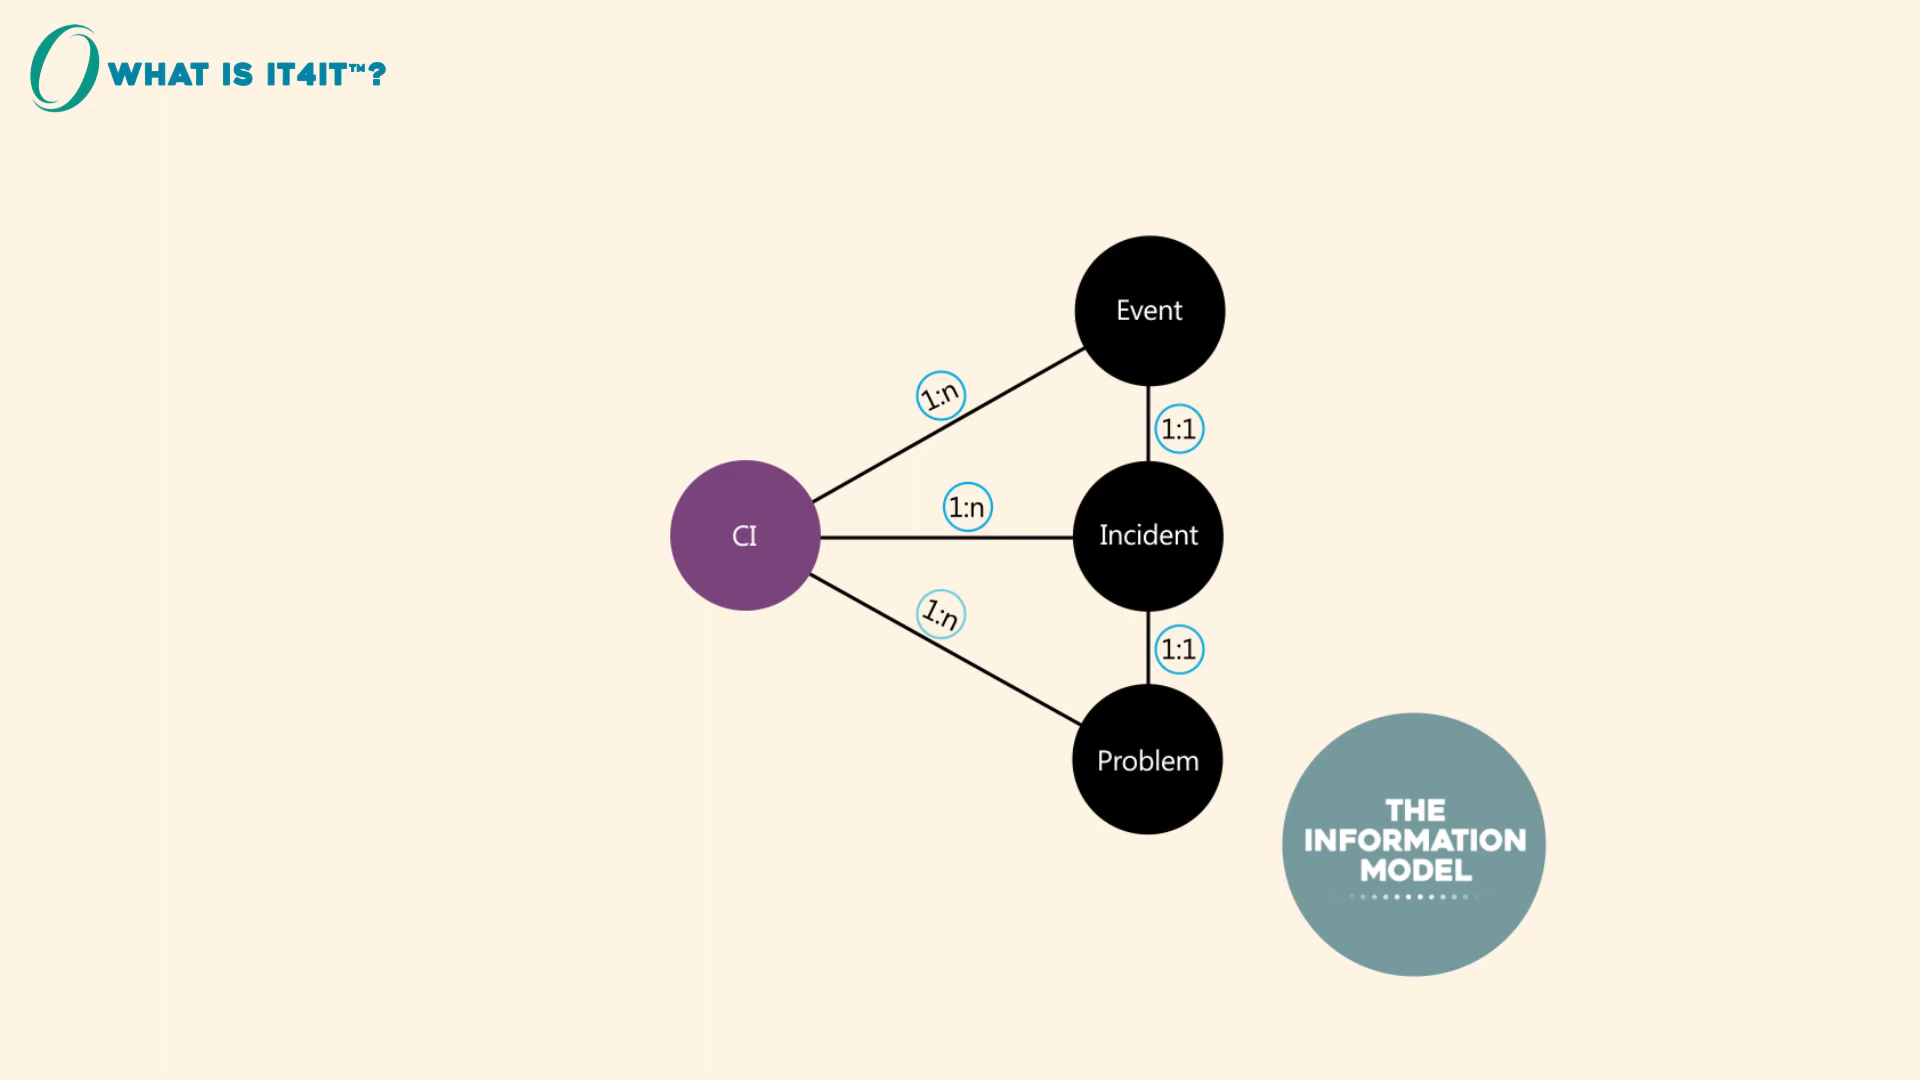 WHAT IS IT4IT™?
Event
1:n
1:1
1:n
CI
Incident
1:n
1:1
Problem
THE
INFORMATION
MODEL